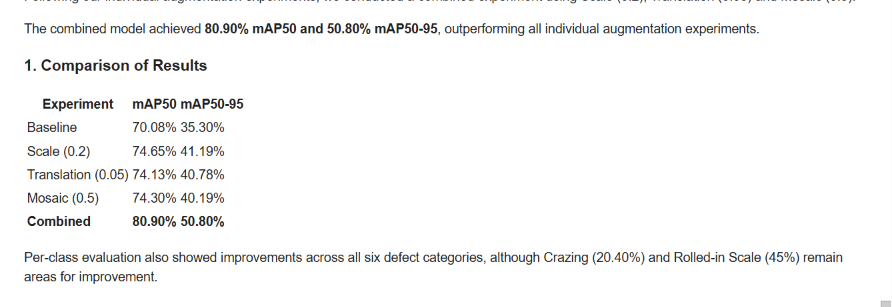 The combined model achieved 80.90% mAP50 and 50.80% mAP50-95, outperforming all individual augmentation experiments.
1. Comparison of Results
Experiment mAP50 mAP50-95
Baseline 70.08% 35.30%
Scale (0.2) 74.65% 41.19%
Translation (0.05) 74.13% 40.78%
Mosaic (0.5) 74.30% 40.19%
Combined 80.90% 50.80%
Per-class evaluation also showed improvements across all six defect categories, although Crazing (20.40%) and Rolled-in Scale (45%) remain
areas for improvement.